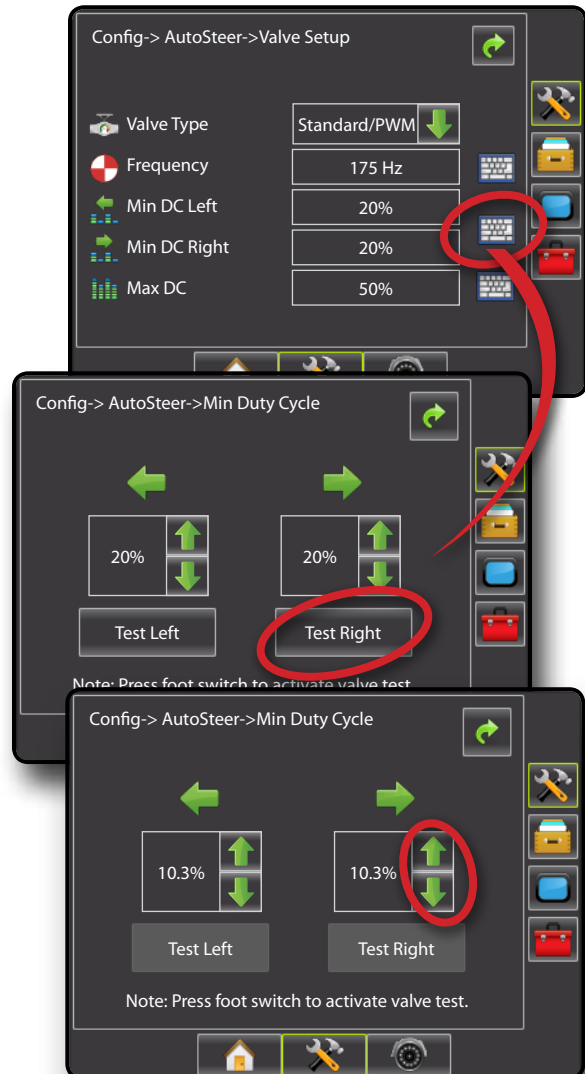 Config-> AutoSteer->Valve Setup
Valve Type
Standard/PWM
Frequency
175 Hz
Min DC Left
20%
Min DC Right
20%
Max DC
50%
Config-> AutoSteer->Min Duty Cycle
20%
20%
Test Left
Test Right
Note: Press foot switch to activate valve test
Config-> AutoSteer->Min Duty Cycle
10.3%
10.3%
Test Left
Test Right
Note: Press foot switch to activate valve test.